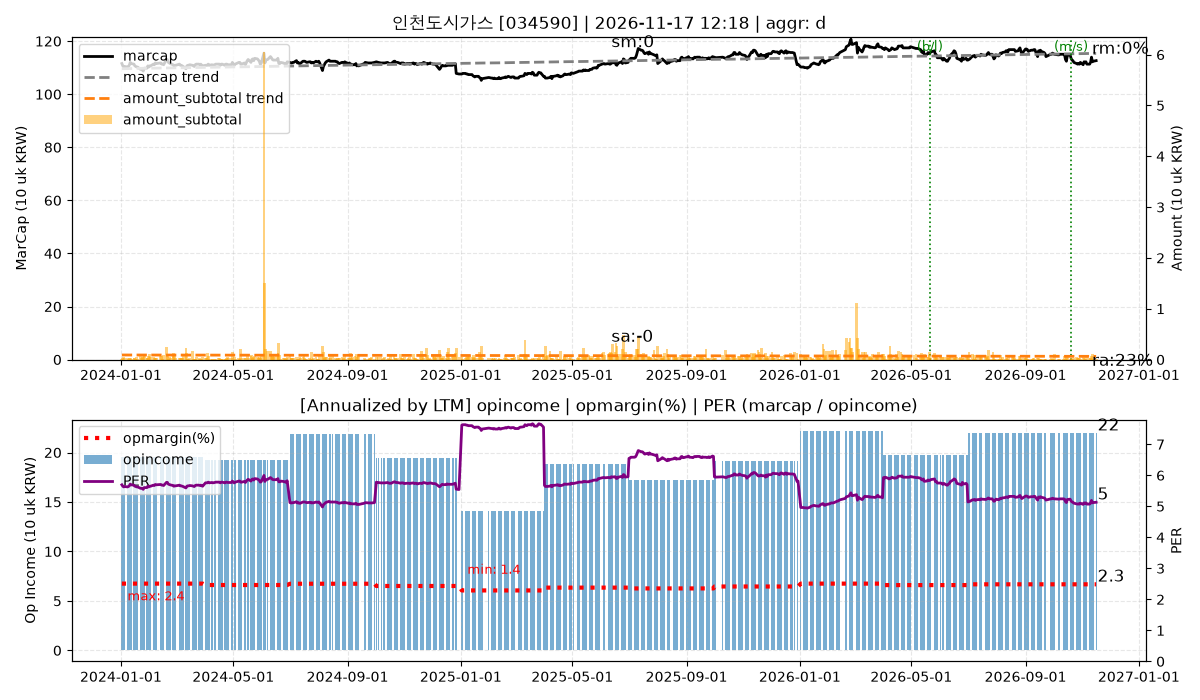 인천도시가스 [034590] | 2026-11-17 12:18 | aggr: d
MarCap (10 uk KRW)
Amount (10 uk KRW)
120
100
80
60
40
20
0
6
5
4
3
2
1
0
marcap
marcap trend
amount_subtotal trend
amount_subtotal
sm:0
(b/l)
(m/s)
rm:0%
sa:-0
ra:23%
2024-01-01
2024-05-01
2024-09-01
2025-01-01
2025-05-01
2025-09-01
2026-01-01
2026-05-01
2026-09-01
2027-01-01
[Annualized by LTM] opincome | opmargin(%) | PER (marcap / opincome)
Op Income (10 uk KRW)
PER
20
15
10
5
0
7
6
5
4
3
2
1
0
opmargin(%)
opincome
PER
22
5
2.3
min: 1.4
max: 2.4
2024-01-01
2024-05-01
2024-09-01
2025-01-01
2025-05-01
2025-09-01
2026-01-01
2026-05-01
2026-09-01
2027-01-01